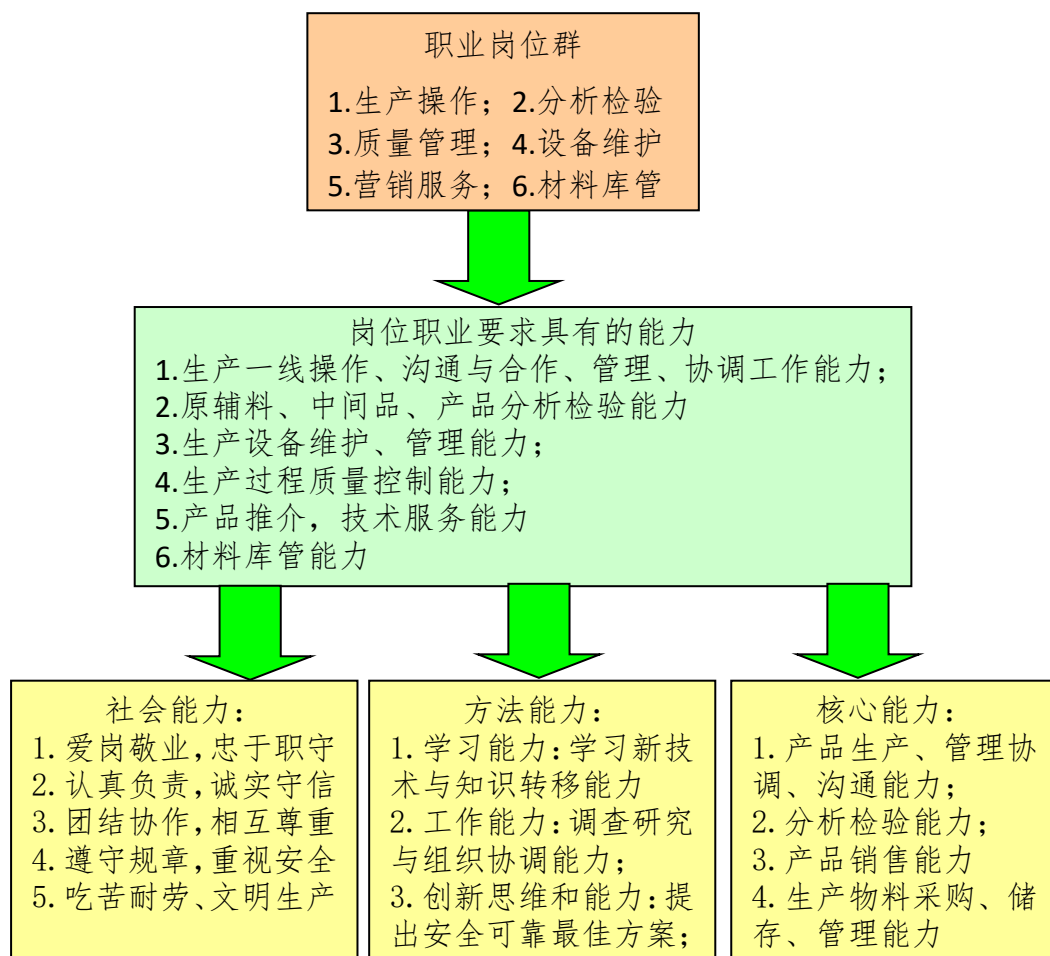 职业岗位群
1.生产操作；2.分析检验
3.质量管理；4.设备维护
5.营销服务；6.材料库管
岗位职业要求具有的能力
1.生产一线操作、沟通与合作、管理、协调工作能力；
2.原辅料、中间品、产品分析检验能力
3.生产设备维护、管理能力；
4.生产过程质量控制能力；
5.产品推介，技术服务能力
6.材料库管能力
社会能力：
1. 爱岗敬业,忠于职守
2. 认真负责,诚实守信
3. 团结协作,相互尊重
4. 遵守规章,重视安全
5. 吃苦耐劳、文明生产
方法能力：
1. 学习能力:学习新技
术与知识转移能力
2. 工作能力:调查研究
与组织协调能力；
3. 创新思维和能力:提
出安全可靠最佳方案；
核心能力：
1. 产品生产、管理协
调、沟通能力；
2. 分析检验能力；
3. 产品销售能力
4. 生产物料采购、储
存、管理能力